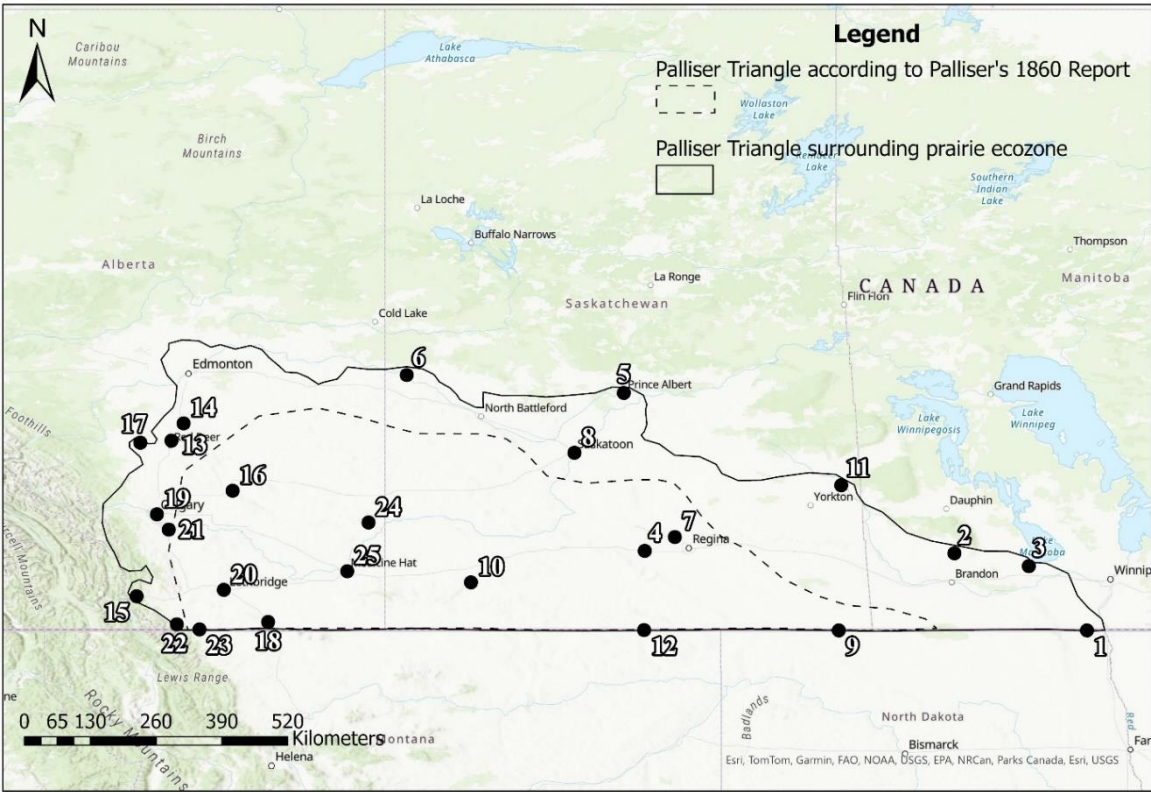 N
Legend
Palliser Triangle according to Palliser's 1860 Report
Palliser Triangle surrounding prairie ecozone
Caribou
Mountains
Lake
Athabasca
Wollaston
Lake
Birch
Mountains
Lake
Southern
Indian
Lake
La Loche
Buffalo Narrows
Thompson
Alberta
La Ronge
Manitoba
CANADA
Saskatchewan
Flin Flon
Cold Lake
Edmonton
6
5
Prince Albert
Grand Rapids
North Battleford
Lake
Winnipegosis
Lake
Winnipeg
Foothills
17
14
13
8
11
16
Yorkton
Dauphin
19
21
24
4
7
Regina
2
3
Brandon
Winnip
25
20
10
15
22
23
18
12
9
1
Lewis Range
Rocky Mountains
0 65 130 260 390 520
Kilometers
Helena
Badlands
North Dakota
Bismarck
Red
Far
Esri, TomTom, Garmin, FAO, NOAA, USGS, EPA, NRCan, Parks Canada, Esri, USGS